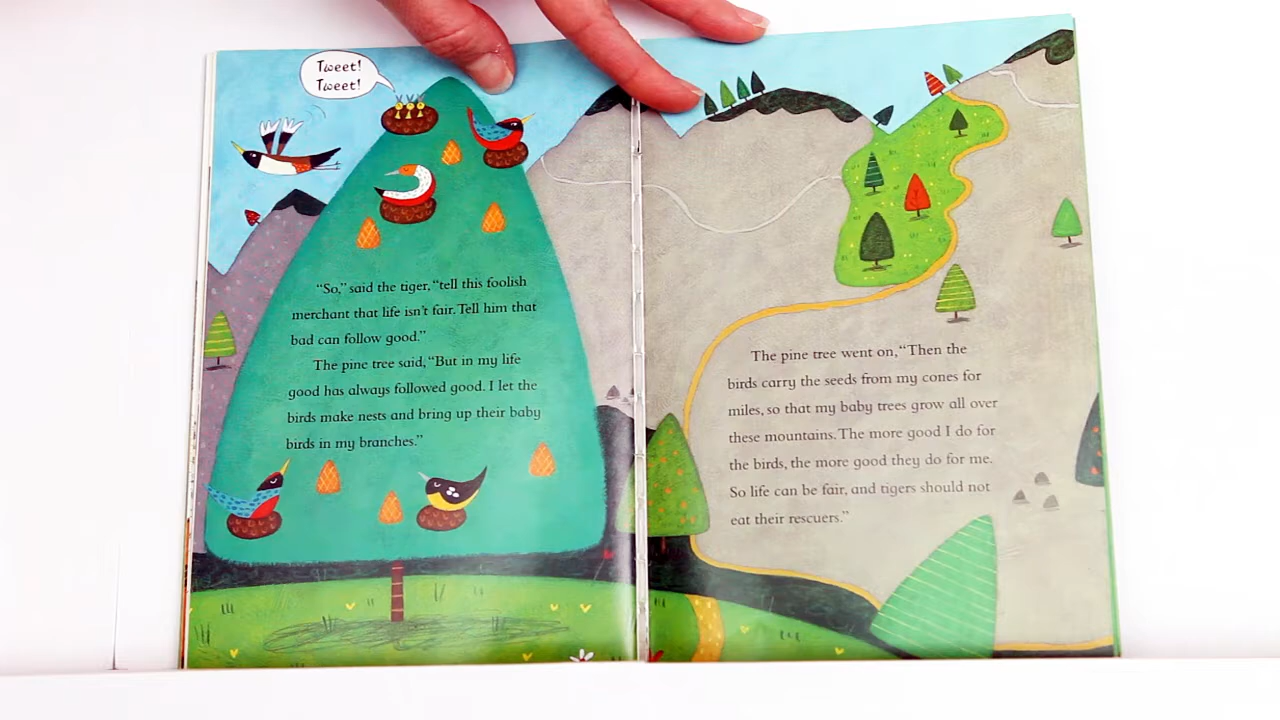 Tweet!
Tweet!
“So,” said the tiger, “tell this foolish
merchant that life isn’t fair. Tell him that
bad can follow good.”
The pine tree said, “But in my life
good has always followed good. I let the
birds make nests and bring up their baby
birds in my branches.”
The pine tree went on, “Then the
birds carry the seeds from my cones for
miles, so that my baby trees grow all over
these mountains. The more good I do for
the birds, the more good they do for me.
So life can be fair, and tigers should not
eat their rescuers.”